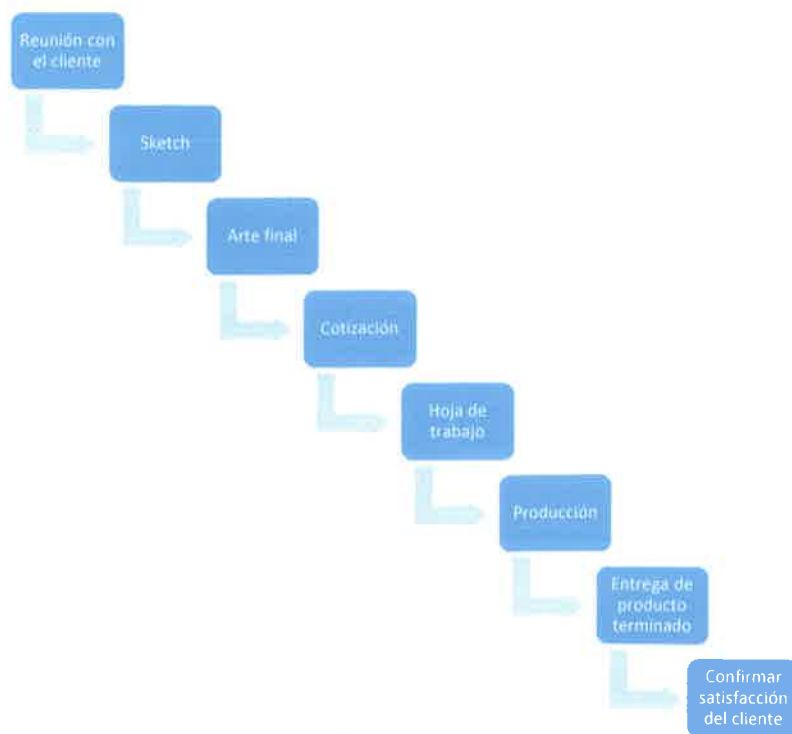 Reunión con
el cliente
Sketch
Arte final
Cotización
Hoja de
trabajo
Producción
Entrega de
producto
terminado
Confirmar
satisfacción
del cliente